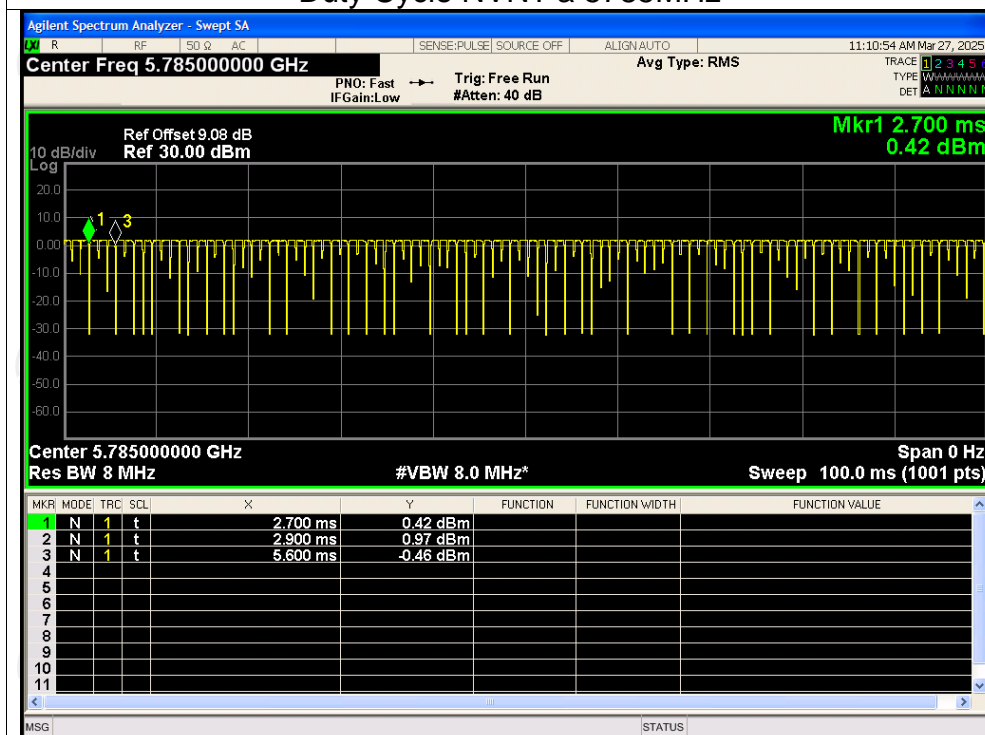 Duty Cycle NVNT a 5785MHz
Agilent Spectrum Analyzer - Swept SA
LXI R RF 50 Ω AC SENSE:PULSE SOURCE OFF ALIGN AUTO 11:10:54 AM Mar 27, 2025
Center Freq 5.785000000 GHz Avg Type: RMS TRACE 1 2 3 4 5 6
PNO: Fast Trig: Free Run TYPE
IFGain:Low #Atten: 40 dB DET A N N N N N
Mkr1 2.700 ms
0.42 dBm
Ref Offset 9.08 dB
10 dB/div Ref 30.00 dBm
Log
20.0
10.0
1 3
0.00
-10.0
-20.0
-30.0
-40.0
-50.0
-60.0
Center 5.785000000 GHz Span 0 Hz
Res BW 8 MHz #VBW 8.0 MHz* Sweep 100.0 ms (1001 pts)
MKR MODE TRC SCL X Y FUNCTION FUNCTION WIDTH FUNCTION VALUE
1 N 1 t 2.700 ms 0.42 dBm
2 N 1 t 2.900 ms 0.97 dBm
3 N 1 t 5.600 ms -0.46 dBm
4
5
6
7
8
9
10
11
MSG STATUS